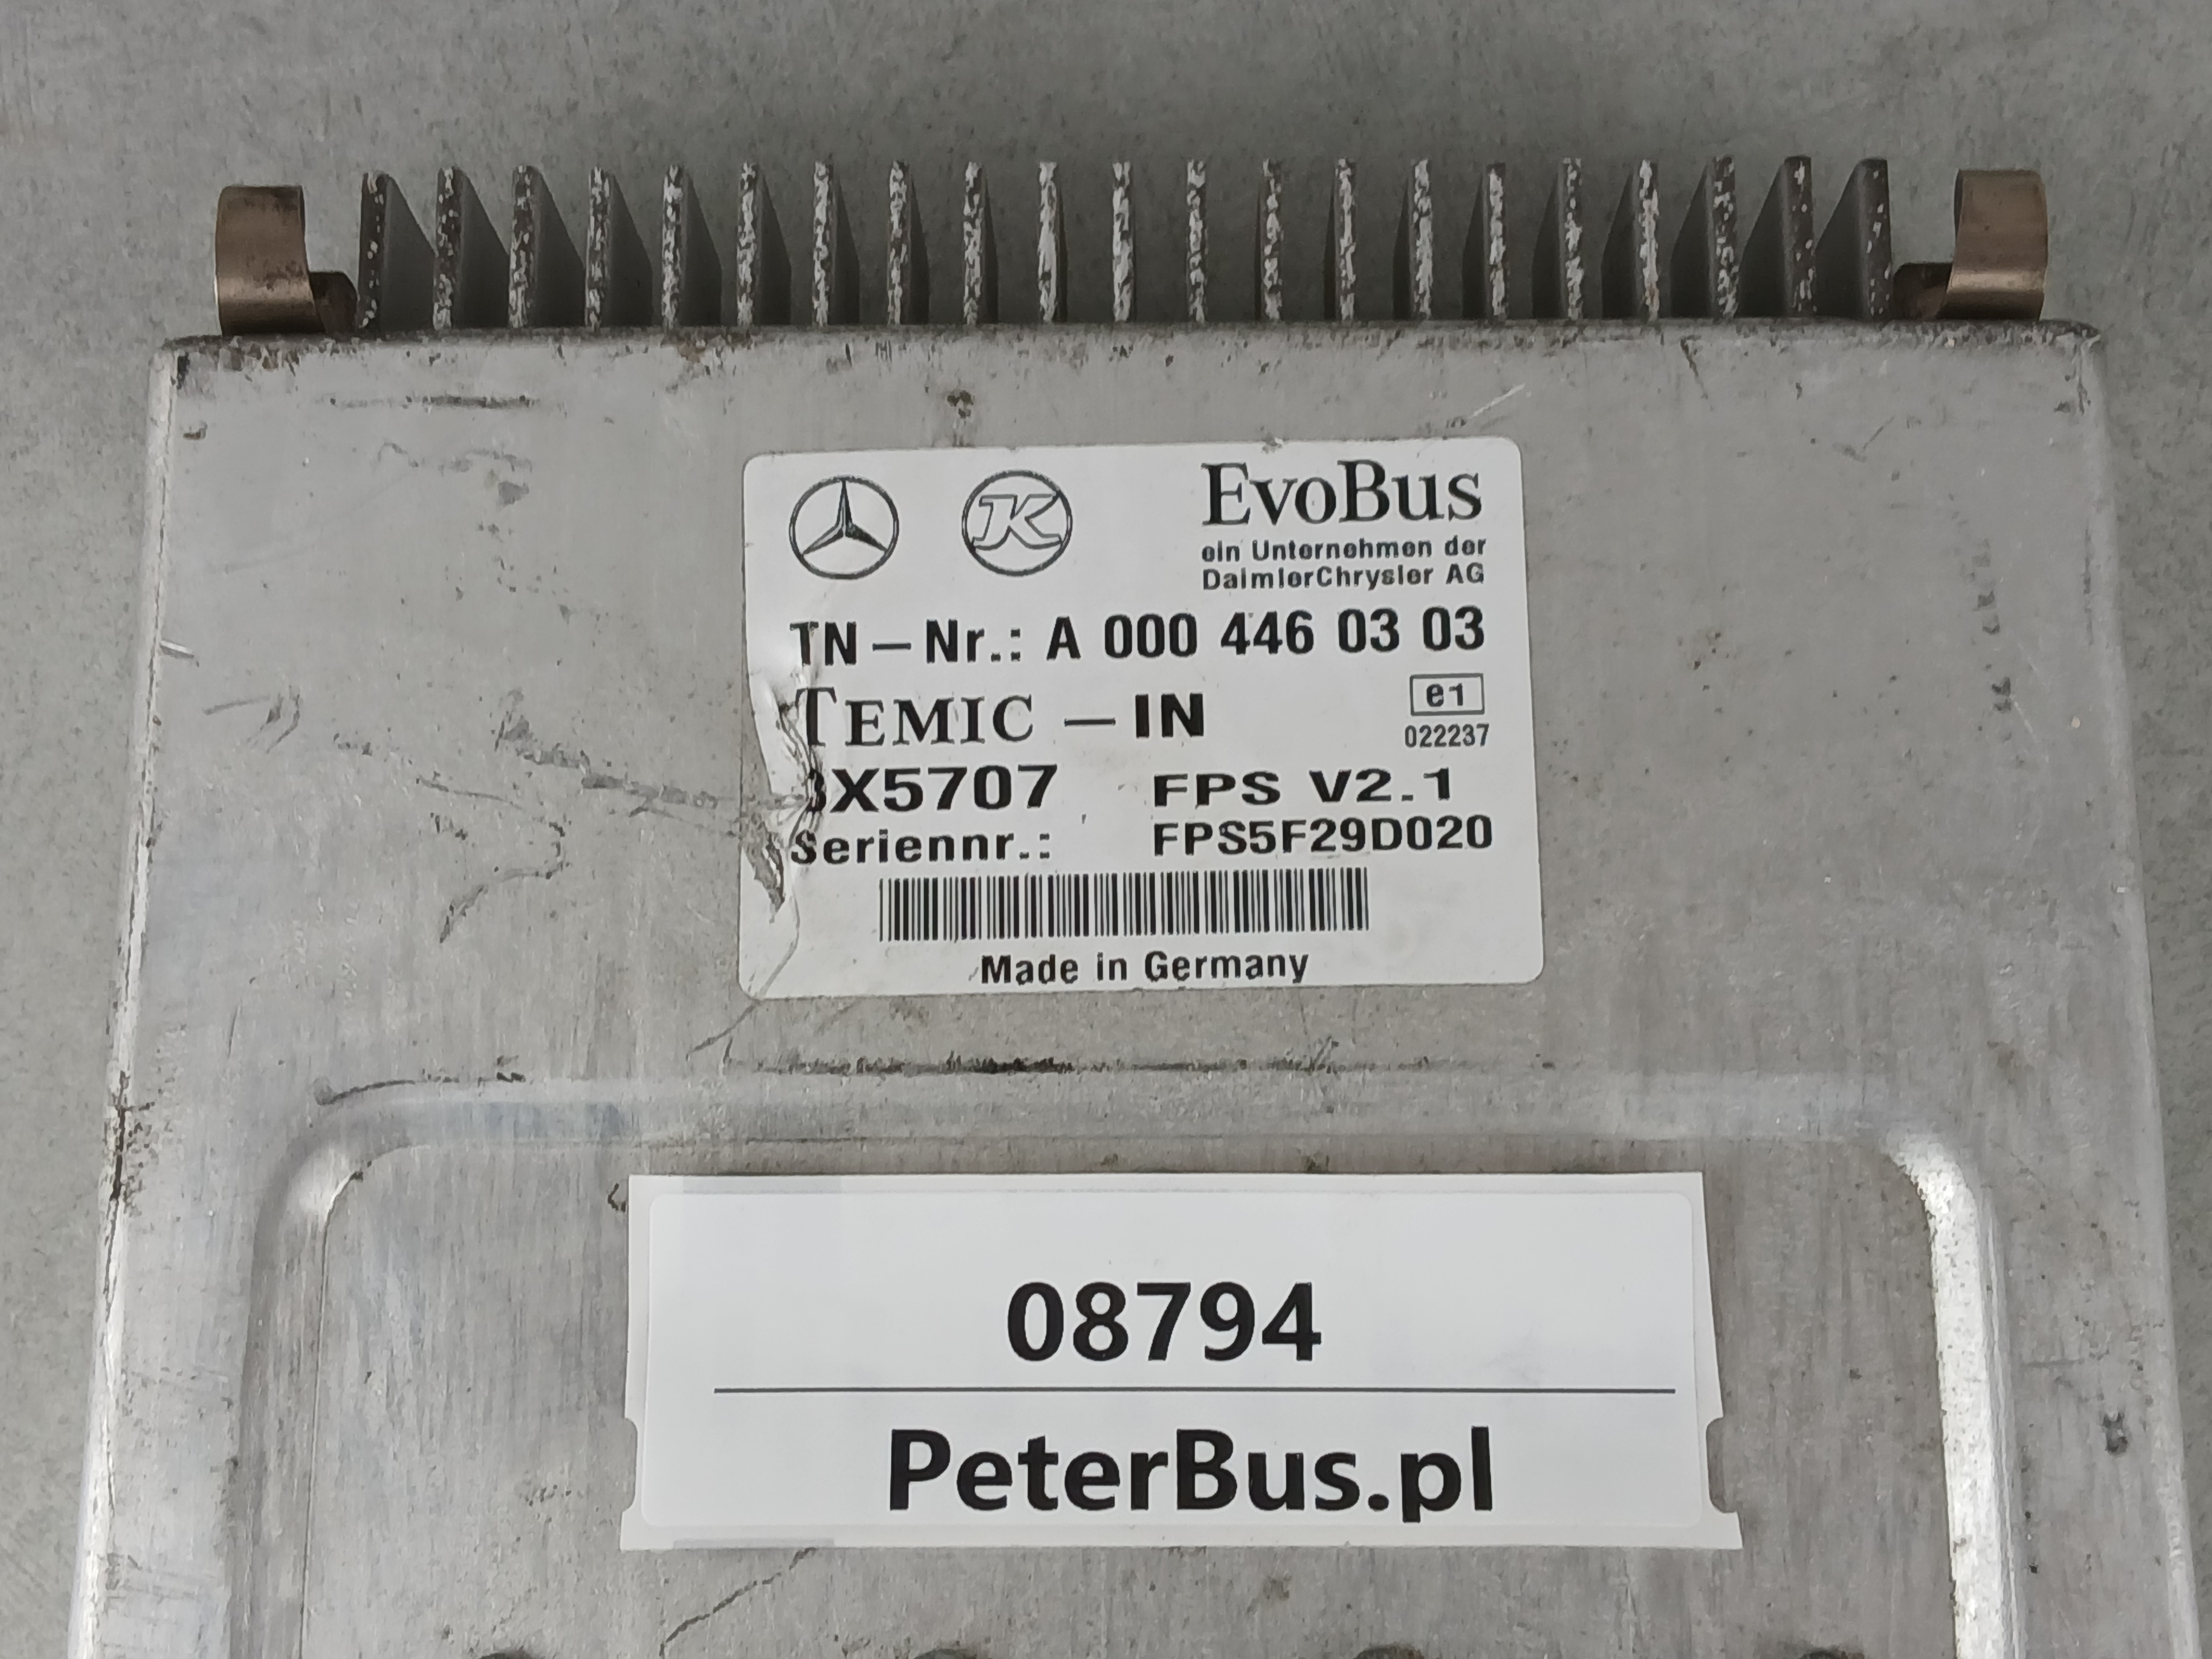 K
EvoBus
ein Unternehmen der
DaimlerChrysler AG
TN – Nr.: A 000 446 03 03
TEMIC – IN
e1
022237
FPS V2.1
Seriennr.: FPS5F29D020
Made in Germany
08794
PeterBus.pl